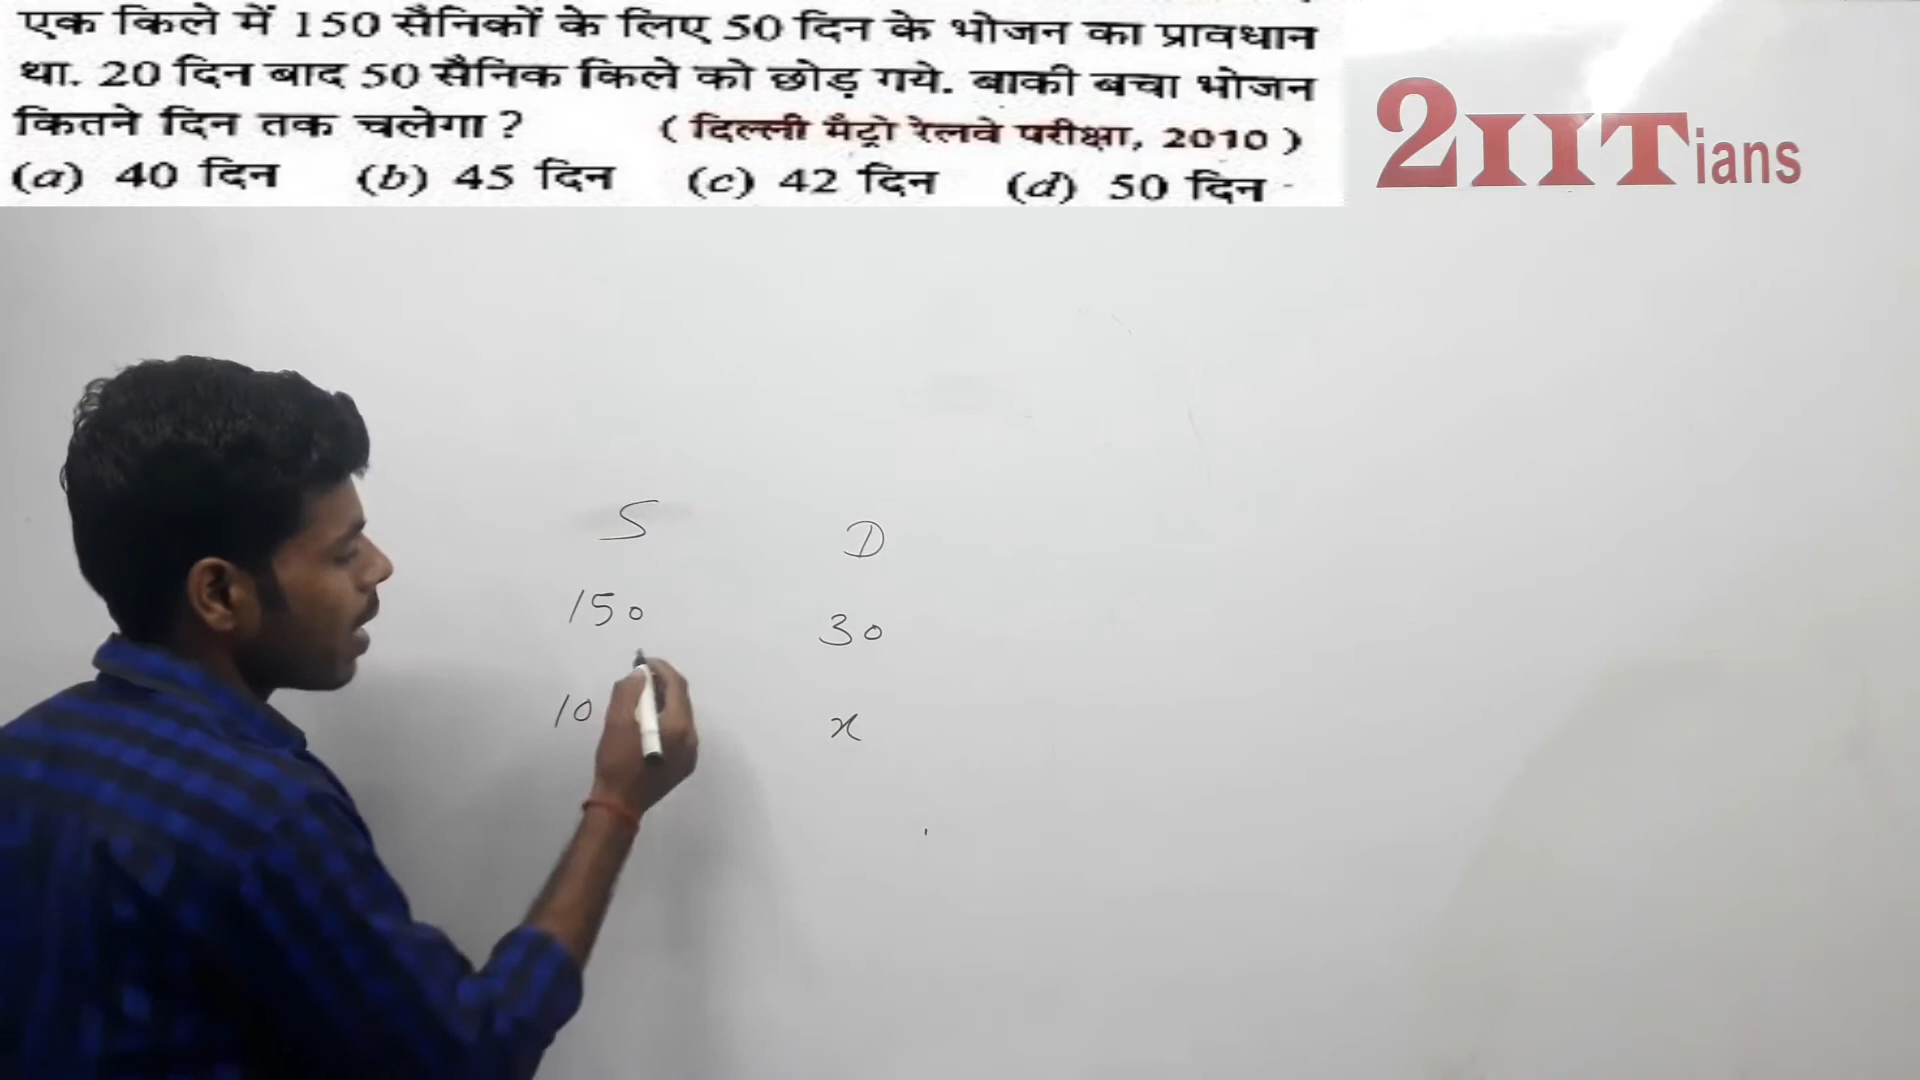 एक किले में 150 सैनिकों के लिए 50 दिन के भोजन का प्रावधान
था. 20 दिन बाद 50 सैनिक किले को छोड़ गये. बाकी बचा भोजन
कितने दिन तक चलेगा ? ( दिल्ली मैट्रो रेलवे परीक्षा, 2010 )
(a) 40 दिन (b) 45 दिन (c) 42 दिन (d) 50 दिन
2IITians
S D
150 30
10 x